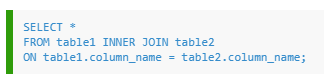 SELECT *
FROM table1 INNER JOIN table2
ON table1.column_name = table2.column_name;